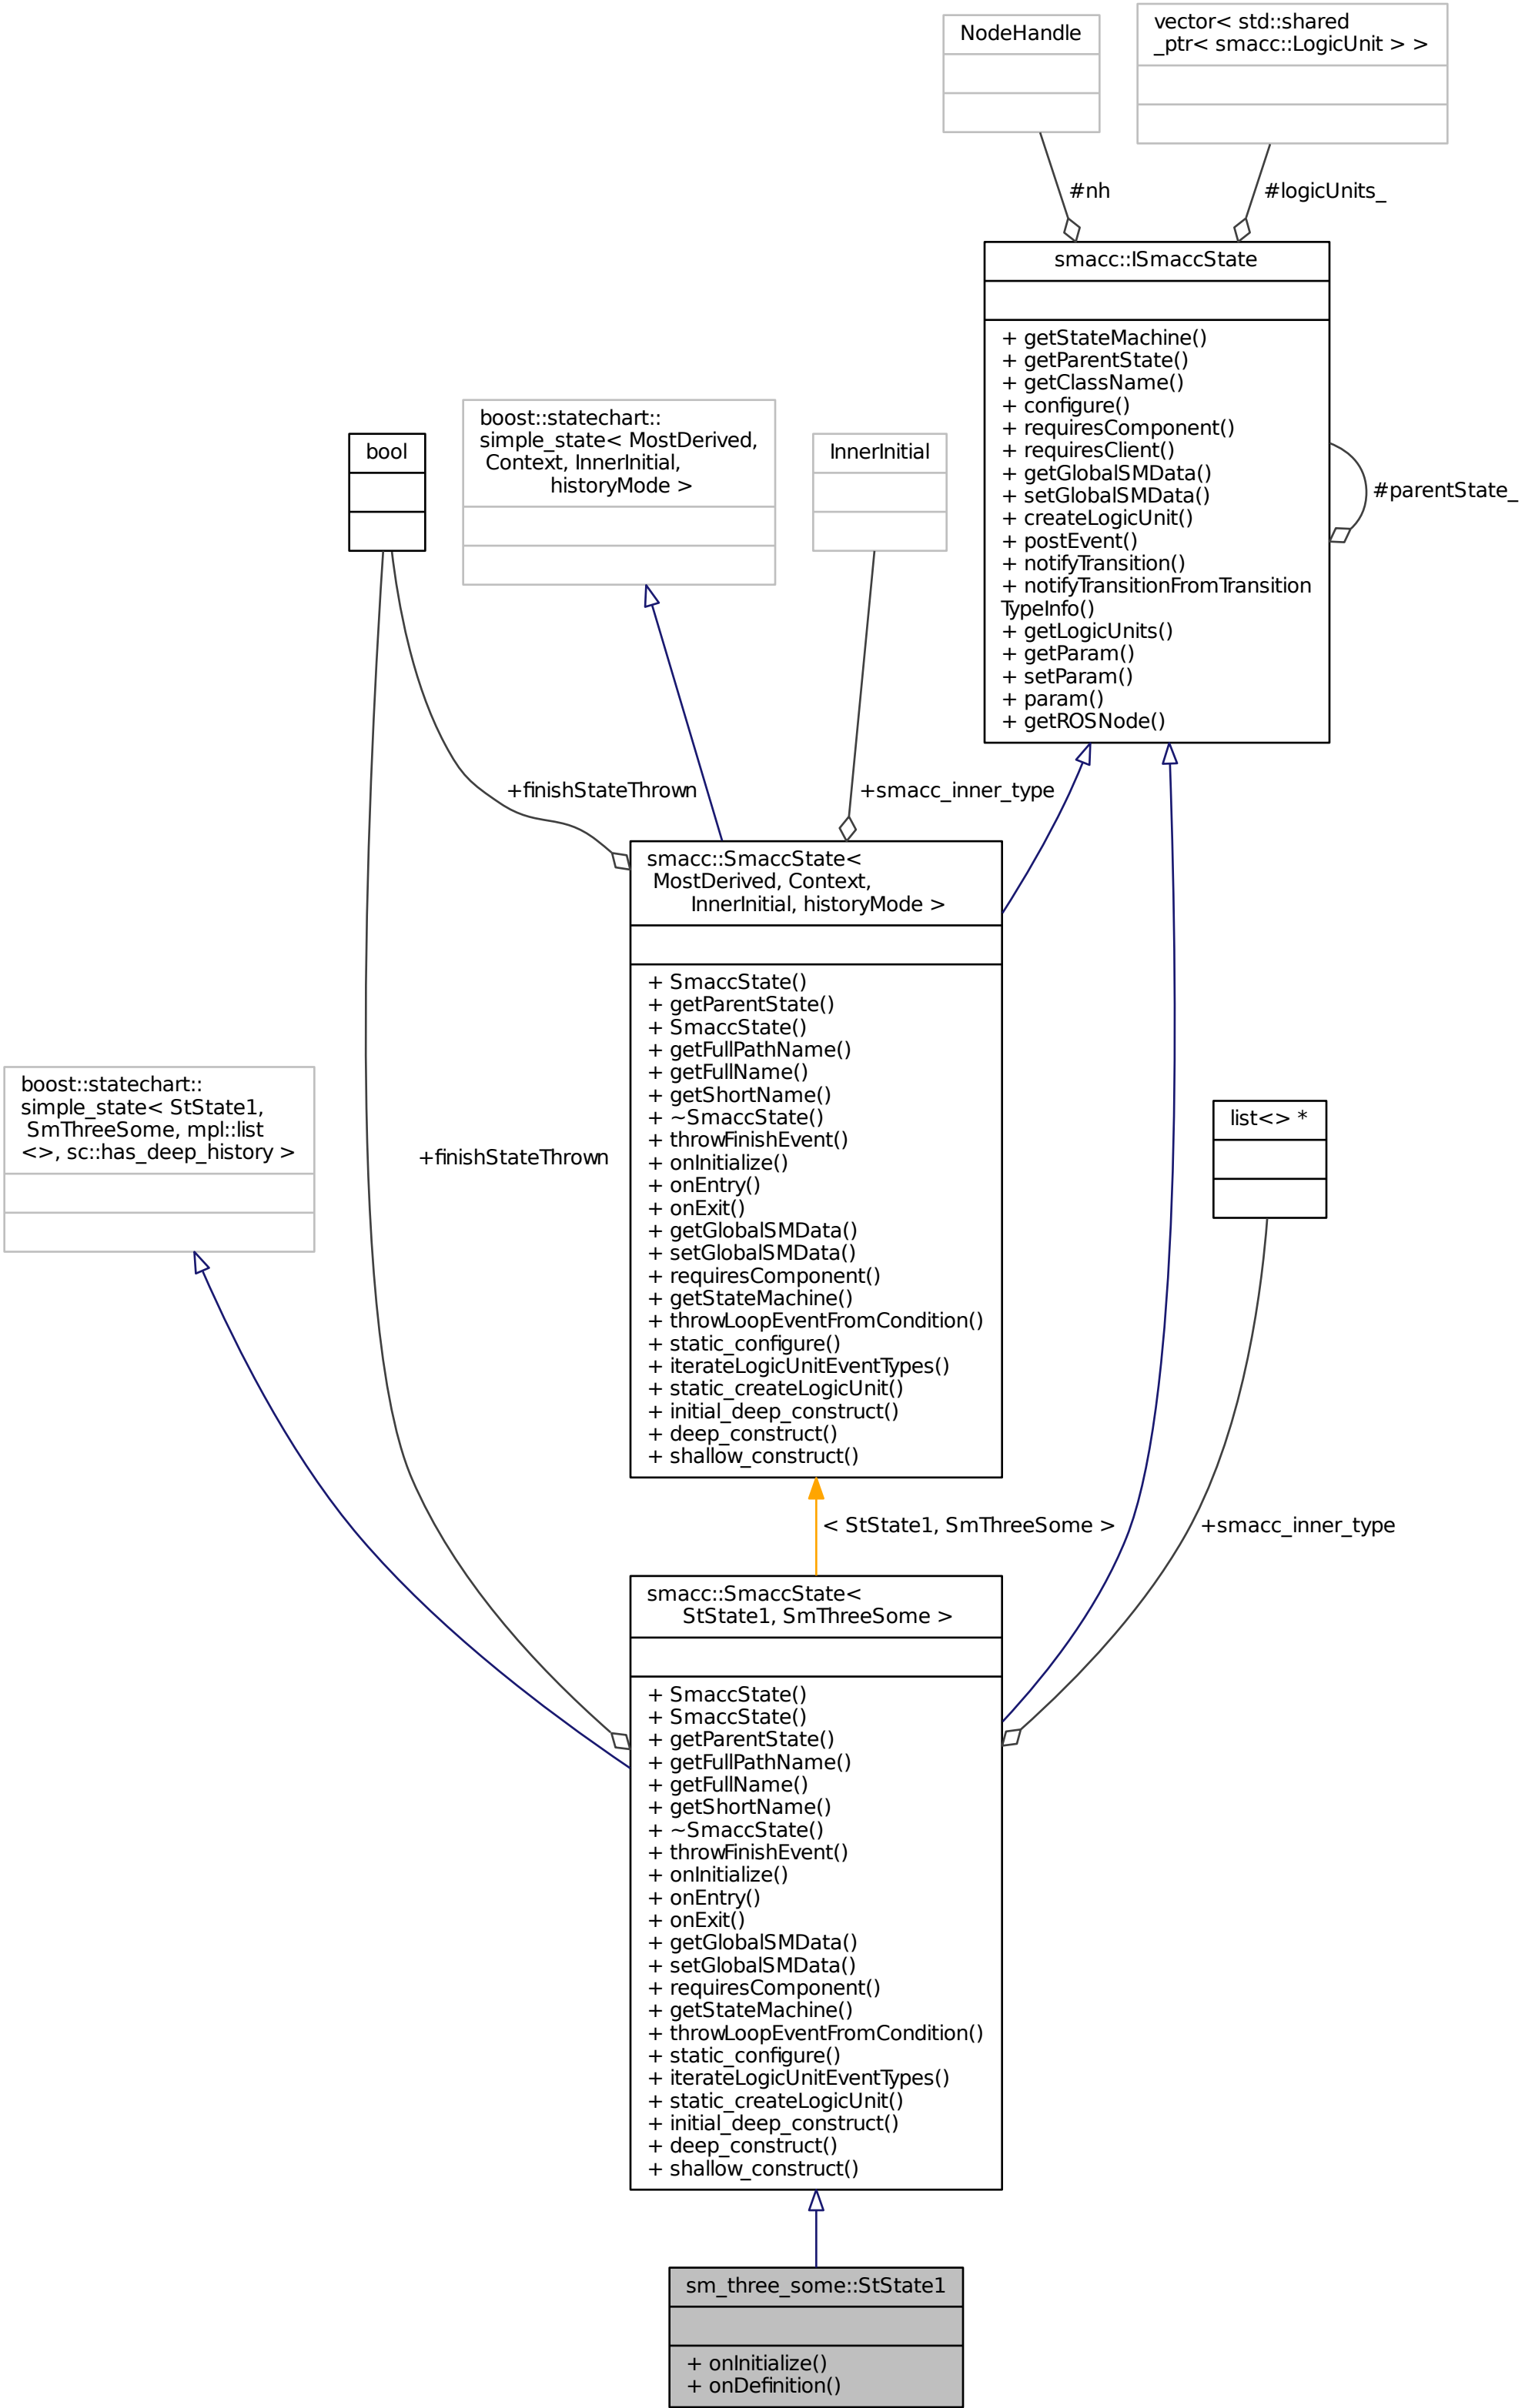 NodeHandle
vector< std::shared
_ptr< smacc::LogicUnit > >
#nh
#logicUnits_
smacc::ISmaccState
+ getStateMachine()
+ getParentState()
+ getClassName()
+ configure()
+ requiresComponent()
+ requiresClient()
+ getGlobalSMData()
+ setGlobalSMData()
+ createLogicUnit()
+ postEvent()
+ notifyTransition()
+ notifyTransitionFromTransition
TypeInfo()
+ getLogicUnits()
+ getParam()
+ setParam()
+ param()
+ getROSNode()
#parentState_
bool
boost::statechart::
simple_state< MostDerived,
Context, InnerInitial,
historyMode >
InnerInitial
+finishStateThrown
+smacc_inner_type
smacc::SmaccState<
MostDerived, Context,
InnerInitial, historyMode >
+ SmaccState()
+ getParentState()
+ SmaccState()
+ getFullPathName()
+ getFullName()
+ getShortName()
+ ~SmaccState()
+ throwFinishEvent()
+ onInitialize()
+ onEntry()
+ onExit()
+ getGlobalSMData()
+ setGlobalSMData()
+ requiresComponent()
+ getStateMachine()
+ throwLoopEventFromCondition()
+ static_configure()
+ iterateLogicUnitEventTypes()
+ static_createLogicUnit()
+ initial_deep_construct()
+ deep_construct()
+ shallow_construct()
boost::statechart::
simple_state< StState1,
SmThreeSome, mpl::list
<>, sc::has_deep_history >
+finishStateThrown
list<> *
< StState1, SmThreeSome >
+smacc_inner_type
smacc::SmaccState<
StState1, SmThreeSome >
+ SmaccState()
+ SmaccState()
+ getParentState()
+ getFullPathName()
+ getFullName()
+ getShortName()
+ ~SmaccState()
+ throwFinishEvent()
+ onInitialize()
+ onEntry()
+ onExit()
+ getGlobalSMData()
+ setGlobalSMData()
+ requiresComponent()
+ getStateMachine()
+ throwLoopEventFromCondition()
+ static_configure()
+ iterateLogicUnitEventTypes()
+ static_createLogicUnit()
+ initial_deep_construct()
+ deep_construct()
+ shallow_construct()
sm_three_some::StState1
+ onInitialize()
+ onDefinition()